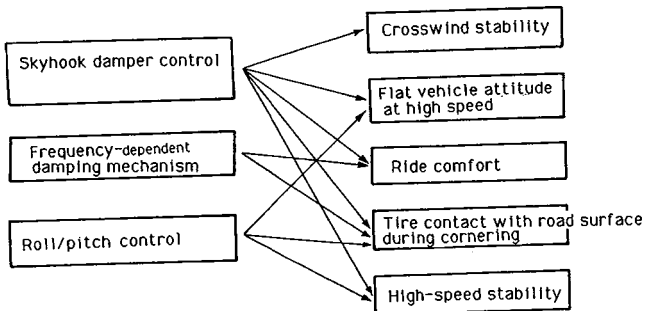 Skyhook damper control
Frequency-dependent
damping mechanism
Roll/pitch control
Crosswind stability
Flat vehicle attitude
at high speed
Ride comfort
Tire contact with road surface
during cornering
High-speed stability